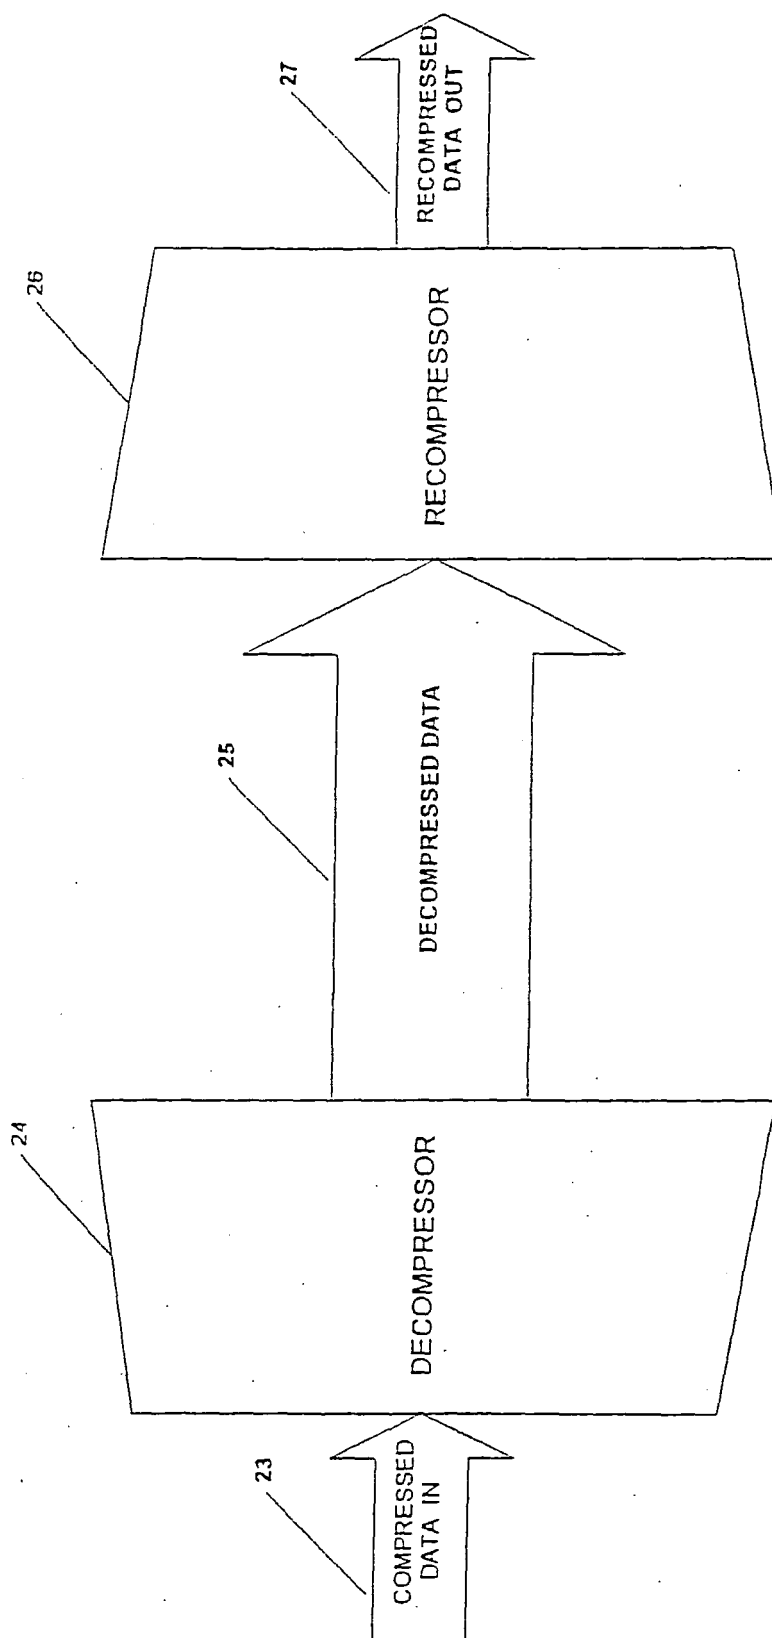 23
COMPRESSED
DATA IN
24
DECOMPRESSOR
25
DECOMPRESSED DATA
26
RECOMPRESSOR
27
RECOMPRESSED
DATA OUT